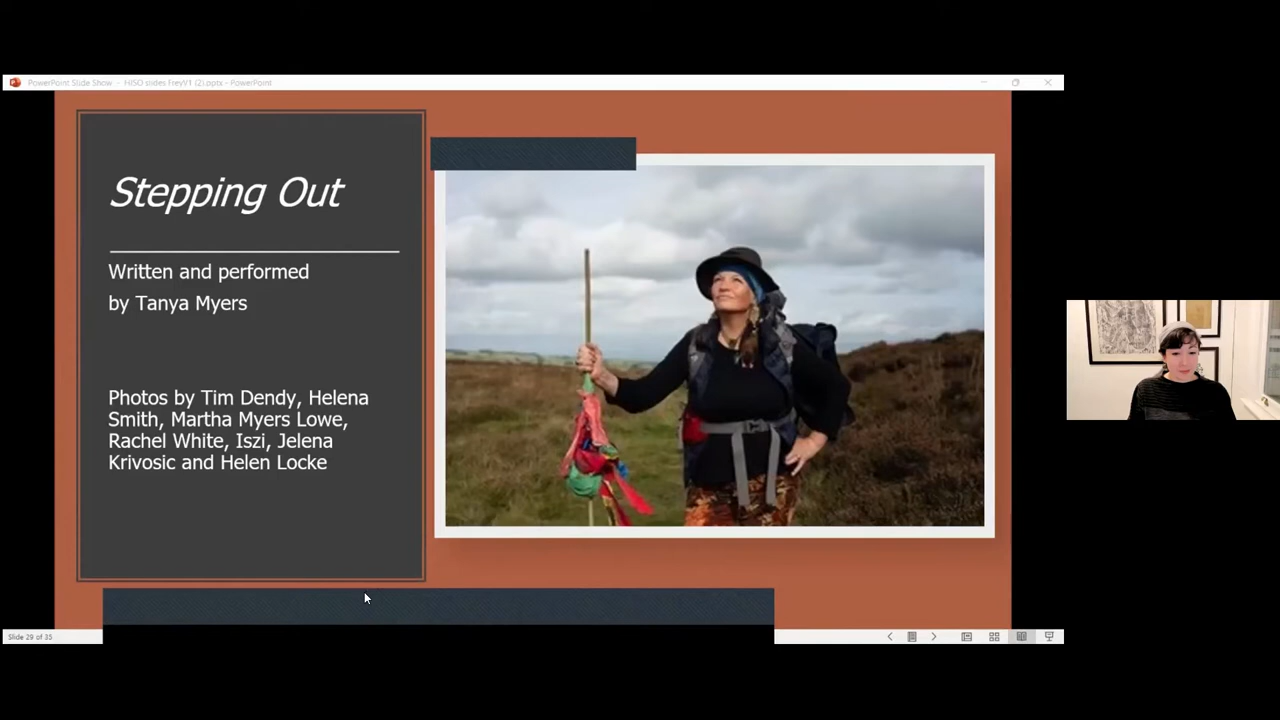 PowerPoint Slide Show - HISO slides FreyV1 (2).pptx - PowerPoint
Stepping Out
Written and performed
by Tanya Myers
Photos by Tim Dendy, Helena
Smith, Martha Myers Lowe,
Rachel White, Iszi, Jelena
Krivosic and Helen Locke
Slide 29 of 35